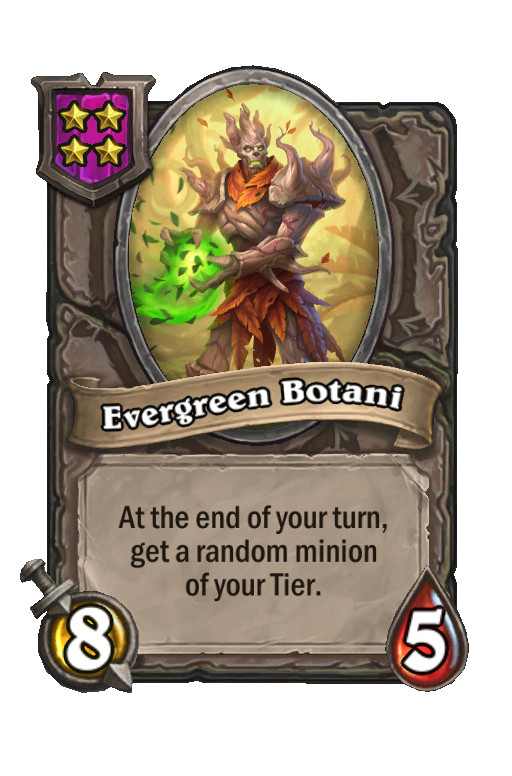 Evergreen Botani
At the end of your turn,
get a random minion
of your Tier.
8
5